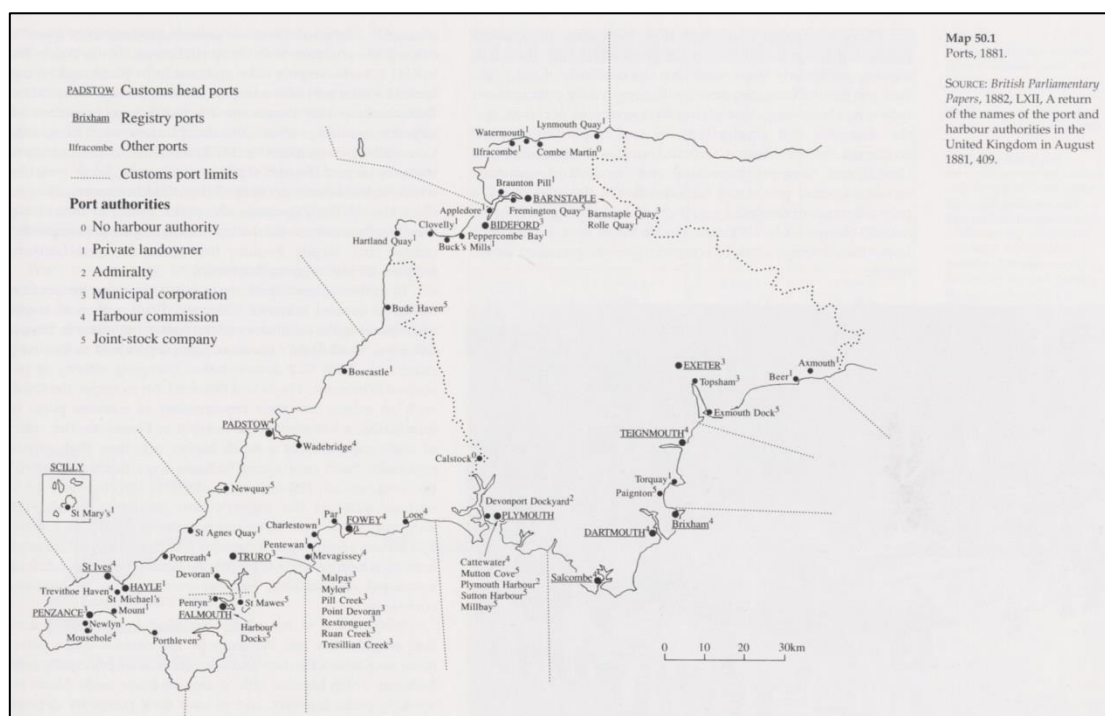 Map 50.1
Ports, 1881.
SOURCE: British Parliamentary
Papers, 1882, LXII, A return
of the names of the port and
harbour authorities in the
United Kingdom in August
1881, 409.
PADSTOW Customs head ports
Brixham Registry ports
Ilfracombe Other ports
Customs port limits
Port authorities
0 No harbour authority
1 Private landowner
2 Admiralty
3 Municipal corporation
4 Harbour commission
5 Joint-stock company
Lynmouth Quay1
Watermouth1
Ilfracombe1
Combe Martin0
Braunton Pill1
BARNSTAPLE
Appledore1
Fremington Quay5
Barnstaple Quay3
Rolle Quay1
Clovelly1
BIDEFORD3
Hartland Quay1
Peppercombe Bay1
Buck's Mills1
Bude Haven5
Boscastle1
EXETER3
Axmouth1
Beer1
Topsham3
Exmouth Dock5
PADSTOW4
Wadebridge4
TEIGNMOUTH4
Calstock0
SCILLY
St Mary's1
Newquay5
Torquay1
Paignton5
Devonport Dockyard2
PLYMOUTH
Brixham4
DARTMOUTH4
Par1
FOWEY4
Looe4
Charlestown1
St Agnes Quay1
Pentewan1
Mevagissey4
Cattewater4
Mutton Cove5
Plymouth Harbour2
Sutton Harbour5
Millbay5
Salcombe
Portreath4
TRURO3
St Ives4
Devoran3
Malpas3
Mylor3
Pill Creek3
Point Devoran3
Restronguet3
Ruan Creek3
Tresillian Creek3
Trevithoe Haven4
HAYLE1
St Michael's
Mount1
Penryn3
St Mawes5
FALMOUTH
Harbour4
Docks5
PENZANCE3
Newlyn1
Mousehole4
Porthleven5
0 10 20 30km